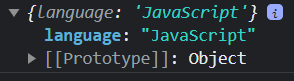 ▼ {language: 'JavaScript'} i
language: "JavaScript"
▶ [[Prototype]]: Object